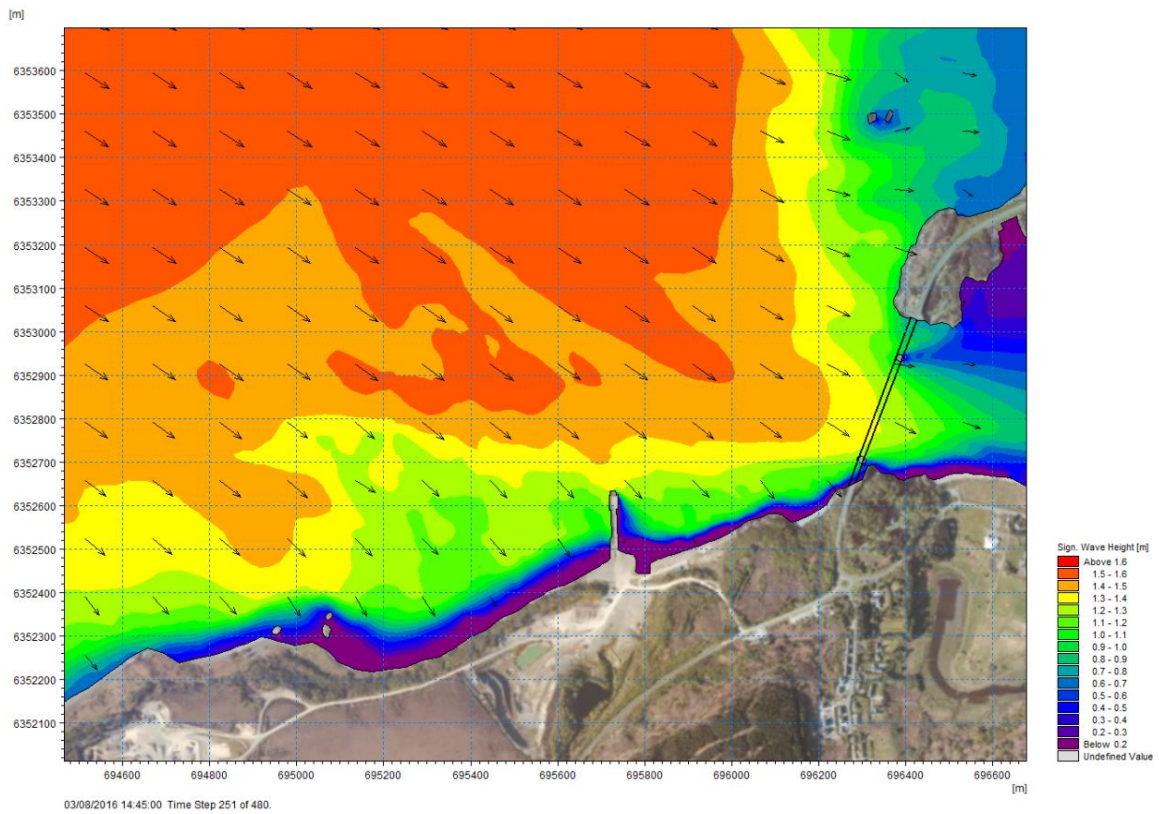 [m]
6353600
6353500
6353400
6353300
6353200
6353100
6353000
6352900
6352800
6352700
6352600
6352500
6352400
6352300
6352200
6352100
694600 694800 695000 695200 695400 695600 695800 696000 696200 696400 696600
[m]
03/08/2016 14:45:00 Time Step 251 of 480.
Sign. Wave Height [m]
Above 1.6
1.5 - 1.6
1.4 - 1.5
1.3 - 1.4
1.2 - 1.3
1.1 - 1.2
1.0 - 1.1
0.9 - 1.0
0.8 - 0.9
0.7 - 0.8
0.6 - 0.7
0.5 - 0.6
0.4 - 0.5
0.3 - 0.4
0.2 - 0.3
Below 0.2
Undefined Value